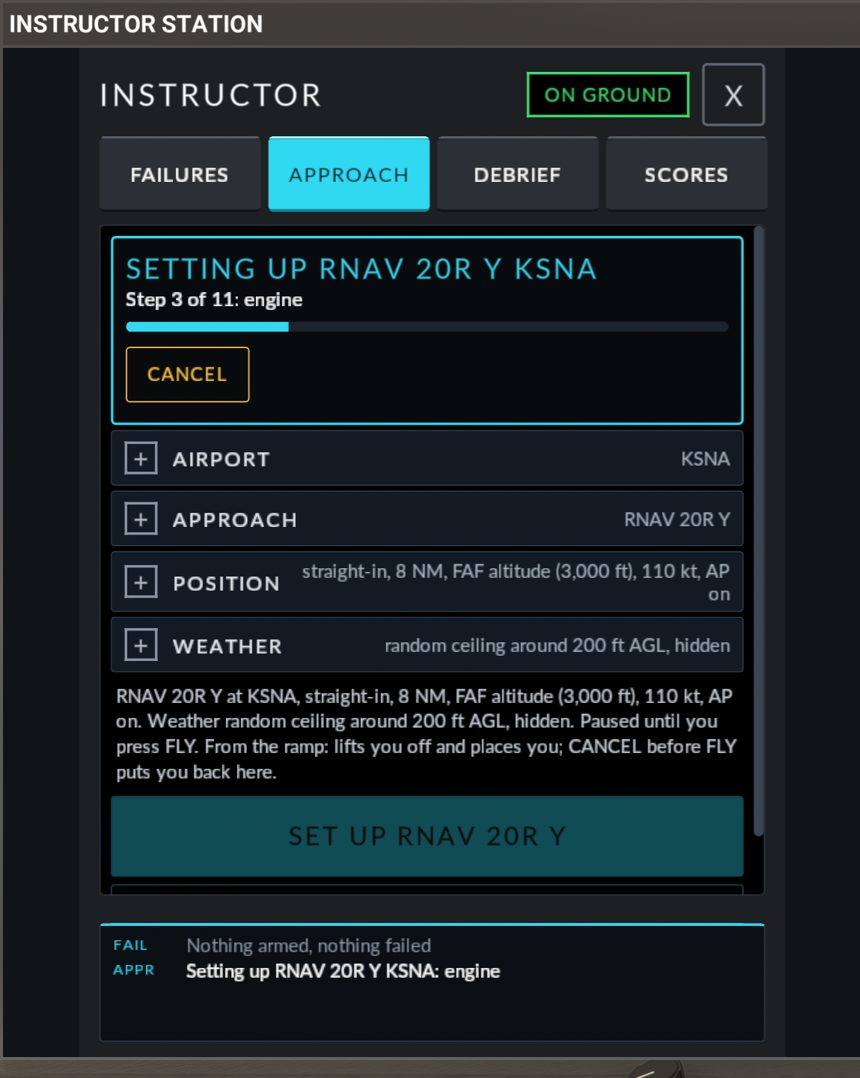 INSTRUCTOR STATION
INSTRUCTOR
ON GROUND
X
FAILURES
APPROACH
DEBRIEF
SCORES
SETTING UP RNAV 20R Y KSNA
Step 3 of 11: engine
CANCEL
+ AIRPORT KSNA
+ APPROACH RNAV 20R Y
+ POSITION straight-in, 8 NM, FAF altitude (3,000 ft), 110 kt, AP
on
+ WEATHER random ceiling around 200 ft AGL, hidden
RNAV 20R Y at KSNA, straight-in, 8 NM, FAF altitude (3,000 ft), 110 kt, AP
on. Weather random ceiling around 200 ft AGL, hidden. Paused until you
press FLY. From the ramp: lifts you off and places you; CANCEL before FLY
puts you back here.
SET UP RNAV 20R Y
FAIL Nothing armed, nothing failed
APPR Setting up RNAV 20R Y KSNA: engine